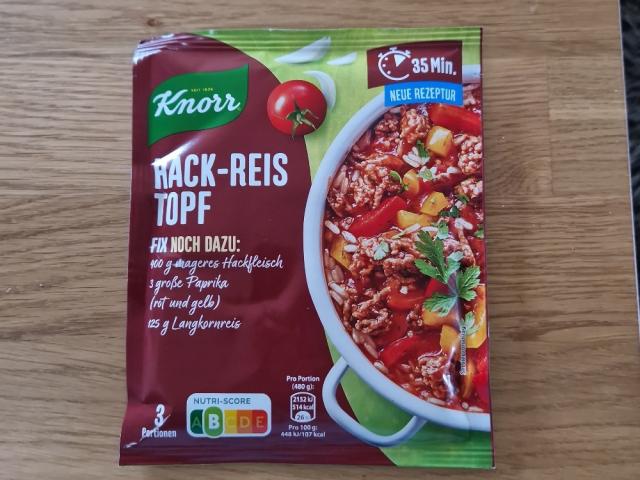 SEIT 1838
Knorr
35 Min.
NEUE REZEPTUR
HACK-REIS
TOPF
FIX NOCH DAZU:
400 g mageres Hackfleisch
3 große Paprika
(rot und gelb)
125 g Langkornreis
3
Portionen
NUTRI-SCORE
A B C D E
Pro Portion
(480 g):
2152 kJ
514 kcal
26%
Pro 100 g:
448 kJ/107 kcal